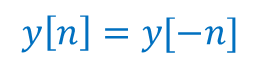 y[n] = y[−n]